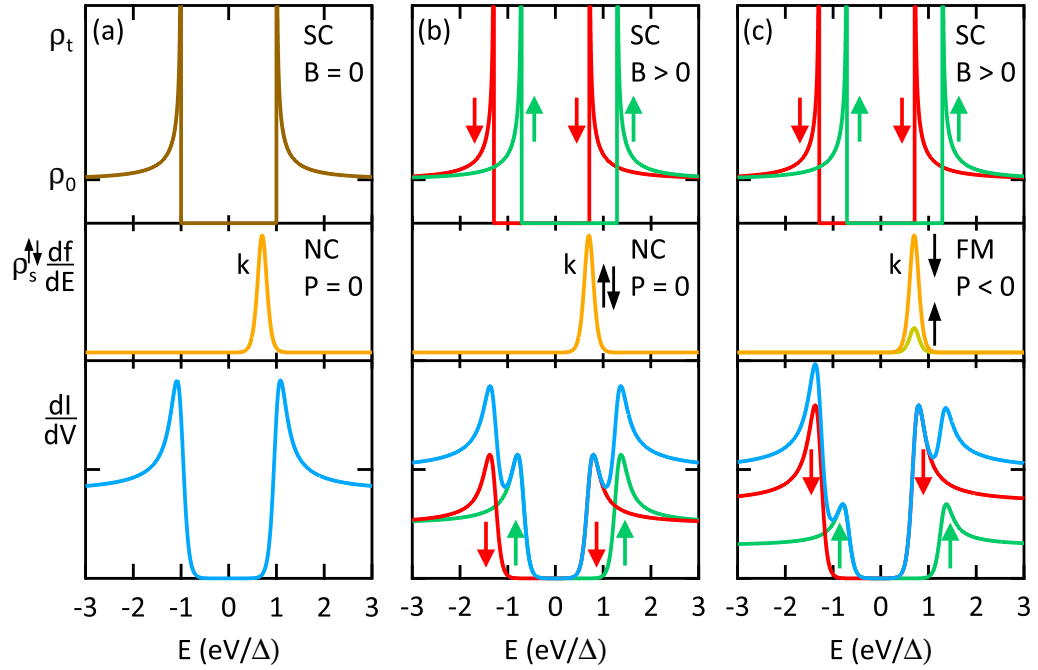 (a)
SC
B = 0
(b)
SC
B > 0
(c)
SC
B > 0
ρt
ρ0
ρs↑↓ df
dE
k
NC
P = 0
k
↑↓
NC
P = 0
k
↓
FM
P < 0
↑
dI
dV
-3 -2 -1 0 1 2 3
-3 -2 -1 0 1 2 3
-3 -2 -1 0 1 2 3
E (eV/Δ)
E (eV/Δ)
E (eV/Δ)